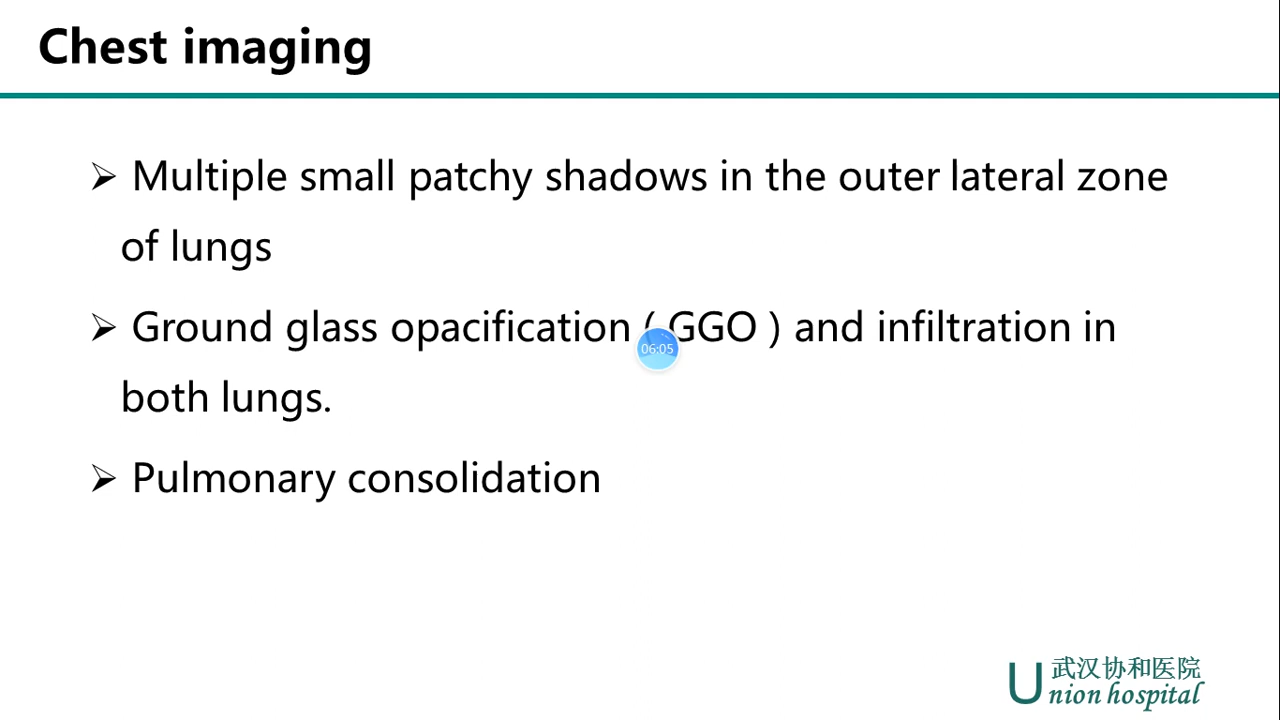 Chest imaging
➢ Multiple small patchy shadows in the outer lateral zone
of lungs
➢ Ground glass opacification ( GGO ) and infiltration in
both lungs.
➢ Pulmonary consolidation
06:05
武汉协和医院
Union hospital